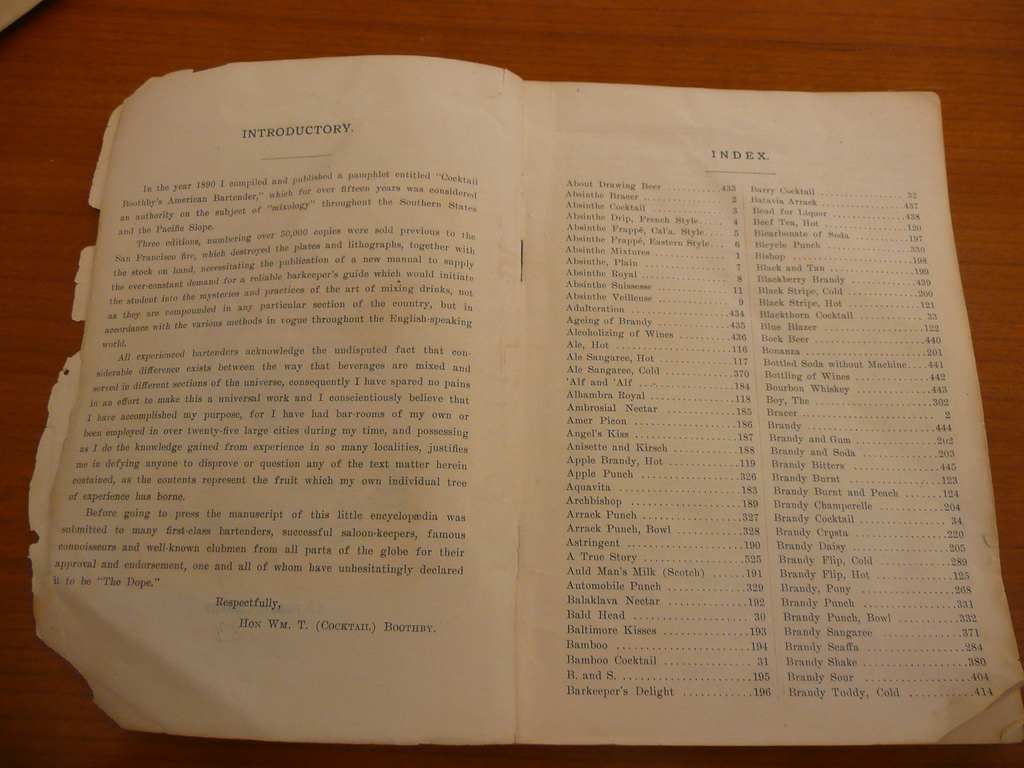 INTRODUCTORY.
In the year 1890 I compiled and published a pamphlet entitled "Cocktail
Boothby's American Bartender," which for over fifteen years was considered
an authority on the subject of "mixology" throughout the Southern States
and the Pacific Slope.
Three editions, numbering over 50,000 copies were sold previous to the
San Francisco fire, which destroyed the plates and lithographs, together with
the stock on hand, necessitating the publication of a new manual to supply
the ever-constant demand for a reliable barkeeper's guide which would initiate
the student into the mysteries and practices of the art of mixing drinks, not
as they are compounded in any particular section of the country, but in
accordance with the various methods in vogue throughout the English-speaking
world.
All experienced bartenders acknowledge the undisputed fact that con-
siderable difference exists between the way that beverages are mixed and
served in different sections of the universe, consequently I have spared no pains
in an effort to make this a universal work and I conscientiously believe that
I have accomplished my purpose, for I have had bar-rooms of my own or
been employed in over twenty-five large cities during my time, and possessing
as I do the knowledge gained from experience in so many localities, justifies
me in defying anyone to disprove or question any of the text matter herein
contained, as the contents represent the fruit which my own individual tree
of experience has borne.
Before going to press the manuscript of this little encyclopædia was
submitted to many first-class bartenders, successful saloon-keepers, famous
connoisseurs and well-known clubmen from all parts of the globe for their
approval and endorsement, one and all of whom have unhesitatingly declared
it to be "The Dope."
Respectfully,
HON WM. T. (COCKTAIL) BOOTHBY.
INDEX.
About Drawing Beer ..........433
Absinthe Bracer .......... 2
Absinthe Cocktail .......... 3
Absinthe Drip, French Style.... 4
Absinthe Frappé, Cal'a. Style.... 5
Absinthe Frappé, Eastern Style... 6
Absinthe Mixtures .......... 1
Absinthe, Plain .......... 7
Absinthe Royal .......... 8
Absinthe Suissesse .......... 11
Absinthe Veilleuse .......... 9
Adulteration ..........434
Ageing of Brandy ..........435
Alcoholizing of Wines ..........436
Ale, Hot ..........116
Ale Sangaree, Hot ..........117
Ale Sangaree, Cold ..........370
'Alf and 'Alf ..........184
Alhambra Royal ..........118
Ambrosial Nectar ..........185
Amer Picon ..........186
Angel's Kiss ..........187
Anisette and Kirsch ..........188
Apple Brandy, Hot ..........119
Apple Punch ..........326
Aquavita ..........183
Archbishop ..........189
Arrack Punch ..........327
Arrack Punch, Bowl ..........328
Astringent ..........190
A True Story ..........525
Auld Man's Milk (Scotch) ......191
Automobile Punch ..........329
Balaklava Nectar ..........192
Bald Head .......... 30
Baltimore Kisses ..........193
Bamboo ..........194
Bamboo Cocktail .......... 31
B. and S. ..........195
Barkeeper's Delight ..........196
Barry Cocktail .......... 32
Batavia Arrack ..........437
Bead for Liquor ..........438
Beef Tea, Hot ..........120
Bicarbonate of Soda ..........197
Bicycle Punch ..........330
Bishop ..........198
Black and Tan ..........199
Blackberry Brandy ..........439
Black Stripe, Cold ..........200
Black Stripe, Hot ..........121
Blackthorn Cocktail .......... 33
Blue Blazer ..........122
Bock Beer ..........440
Bonanza ..........201
Bottled Soda without Machine....441
Bottling of Wines ..........442
Bourbon Whiskey ..........443
Boy, The ..........302
Bracer .......... 2
Brandy ..........444
Brandy and Gum ..........202
Brandy and Soda ..........203
Brandy Bitters ..........445
Brandy Burnt ..........123
Brandy Burnt and Peach ........124
Brandy Champerelle ..........204
Brandy Cocktail .......... 34
Brandy Crusta ..........220
Brandy Daisy ..........205
Brandy Flip, Cold ..........289
Brandy Flip, Hot ..........125
Brandy, Pony ..........268
Brandy Punch ..........331
Brandy Punch, Bowl ..........332
Brandy Sangaree ..........371
Brandy Scaffa ..........284
Brandy Shake ..........380
Brandy Sour ..........404
Brandy Toddy, Cold ..........414